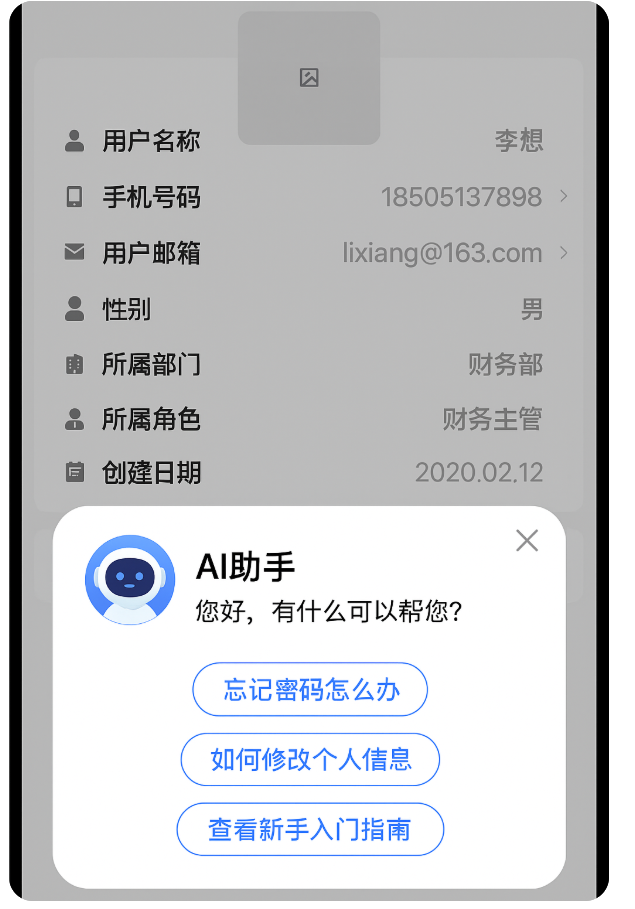 用户名称 李想
手机号码 18505137898
用户邮箱 lixiang@163.com
性别 男
所属部门 财务部
所属角色 财务主管
创建日期 2020.02.12
AI助手
您好，有什么可以帮您？
忘记密码怎么办
如何修改个人信息
查看新手入门指南